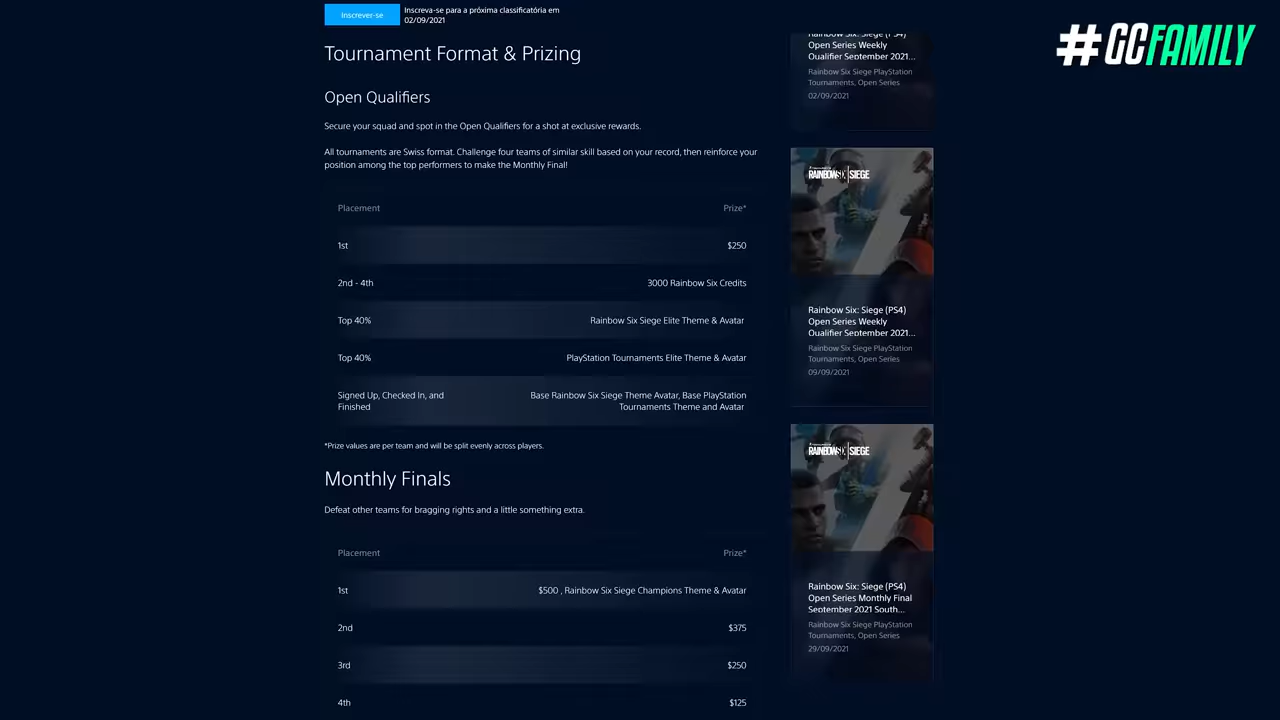 Inscrever-se
Inscreva-se para a próxima classificatória em
02/09/2021
Tournament Format & Prizing
Open Qualifiers
Secure your squad and spot in the Open Qualifiers for a shot at exclusive rewards.
All tournaments are Swiss format. Challenge four teams of similar skill based on your record, then reinforce your
position among the top performers to make the Monthly Final!
Placement Prize*
1st $250
2nd - 4th 3000 Rainbow Six Credits
Top 40% Rainbow Six Siege Elite Theme & Avatar
Top 40% PlayStation Tournaments Elite Theme & Avatar
Signed Up, Checked In, and Base Rainbow Six Siege Theme Avatar, Base PlayStation
Finished Tournaments Theme and Avatar
*Prize values are per team and will be split evenly across players.
Monthly Finals
Defeat other teams for bragging rights and a little something extra.
Placement Prize*
1st $500 , Rainbow Six Siege Champions Theme & Avatar
2nd $375
3rd $250
4th $125
Rainbow Six: Siege (PS4)
Open Series Weekly
Qualifier September 2021...
Rainbow Six Siege PlayStation
Tournaments, Open Series
02/09/2021
RAINBOW SIX | SIEGE
Rainbow Six: Siege (PS4)
Open Series Weekly
Qualifier September 2021...
Rainbow Six Siege PlayStation
Tournaments, Open Series
09/09/2021
RAINBOW SIX | SIEGE
Rainbow Six: Siege (PS4)
Open Series Monthly Final
September 2021 South...
Rainbow Six Siege PlayStation
Tournaments, Open Series
29/09/2021
#GCFAMILY